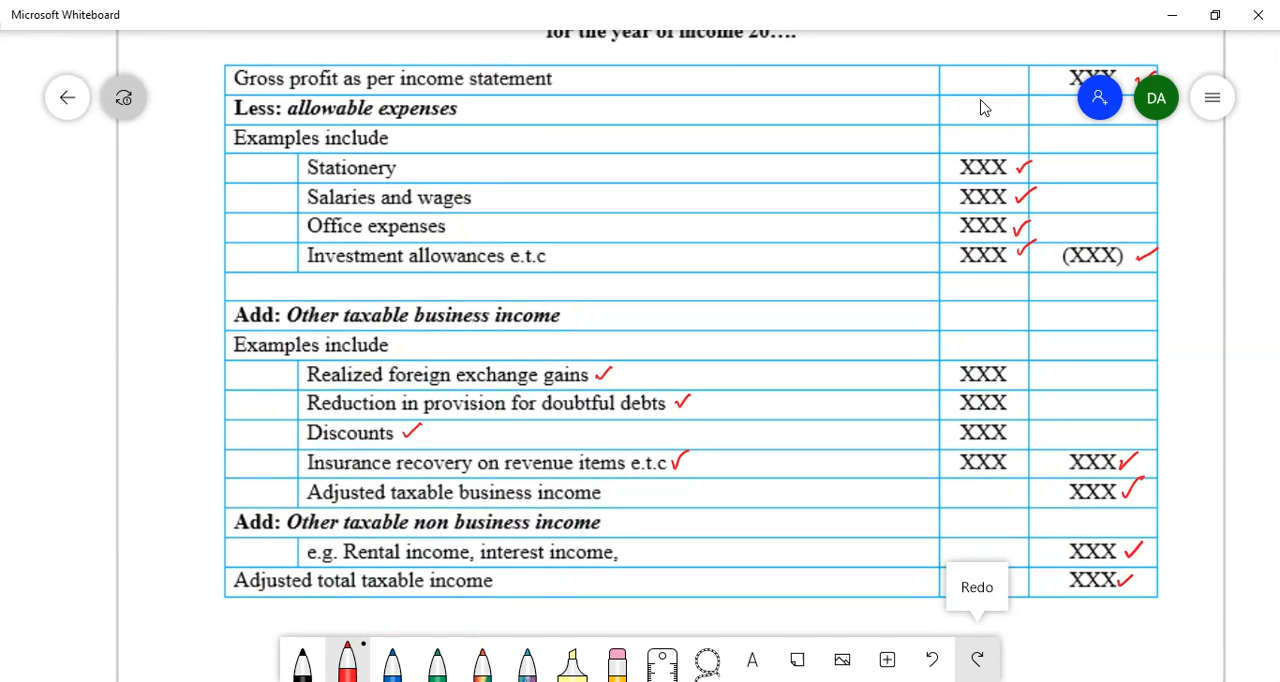 Microsoft Whiteboard
for the year of income 20….
Gross profit as per income statement XXX
DA
Less: allowable expenses
Examples include
Stationery XXX
Salaries and wages XXX
Office expenses XXX
Investment allowances e.t.c XXX (XXX)
Add: Other taxable business income
Examples include
Realized foreign exchange gains XXX
Reduction in provision for doubtful debts XXX
Discounts XXX
Insurance recovery on revenue items e.t.c XXX XXX
Adjusted taxable business income XXX
Add: Other taxable non business income
e.g. Rental income, interest income, XXX
Adjusted total taxable income XXX
Redo
A